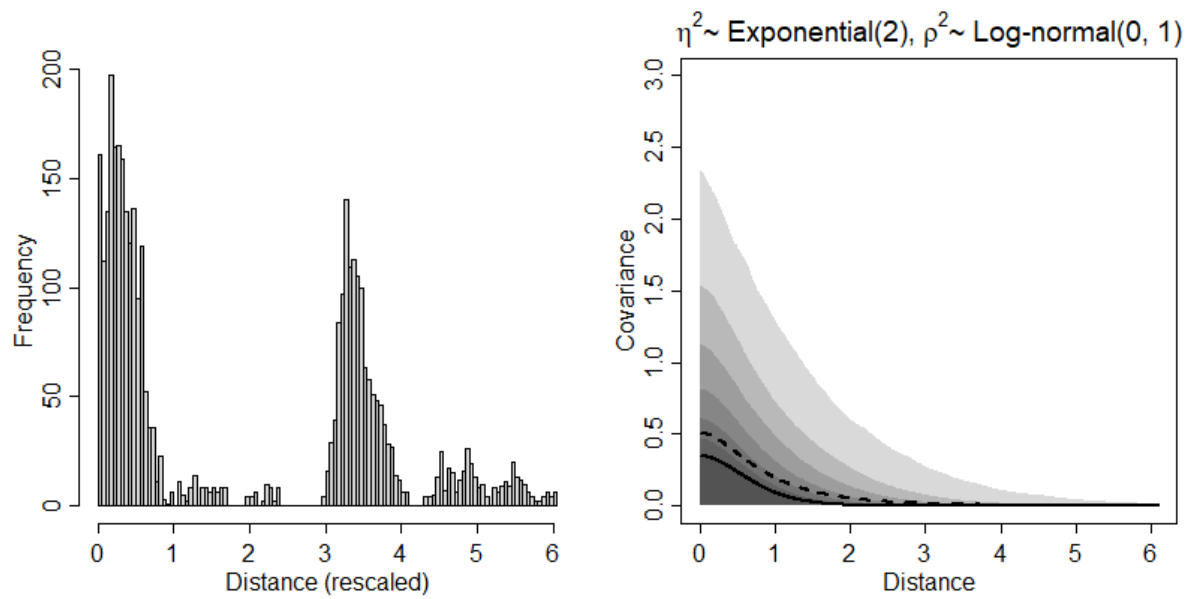 200
150
100
50
0
Frequency
0 1 2 3 4 5 6
Distance (rescaled)
η²~ Exponential(2), ρ²~ Log-normal(0, 1)
3.0
2.5
2.0
1.5
1.0
0.5
0.0
Covariance
0 1 2 3 4 5 6
Distance